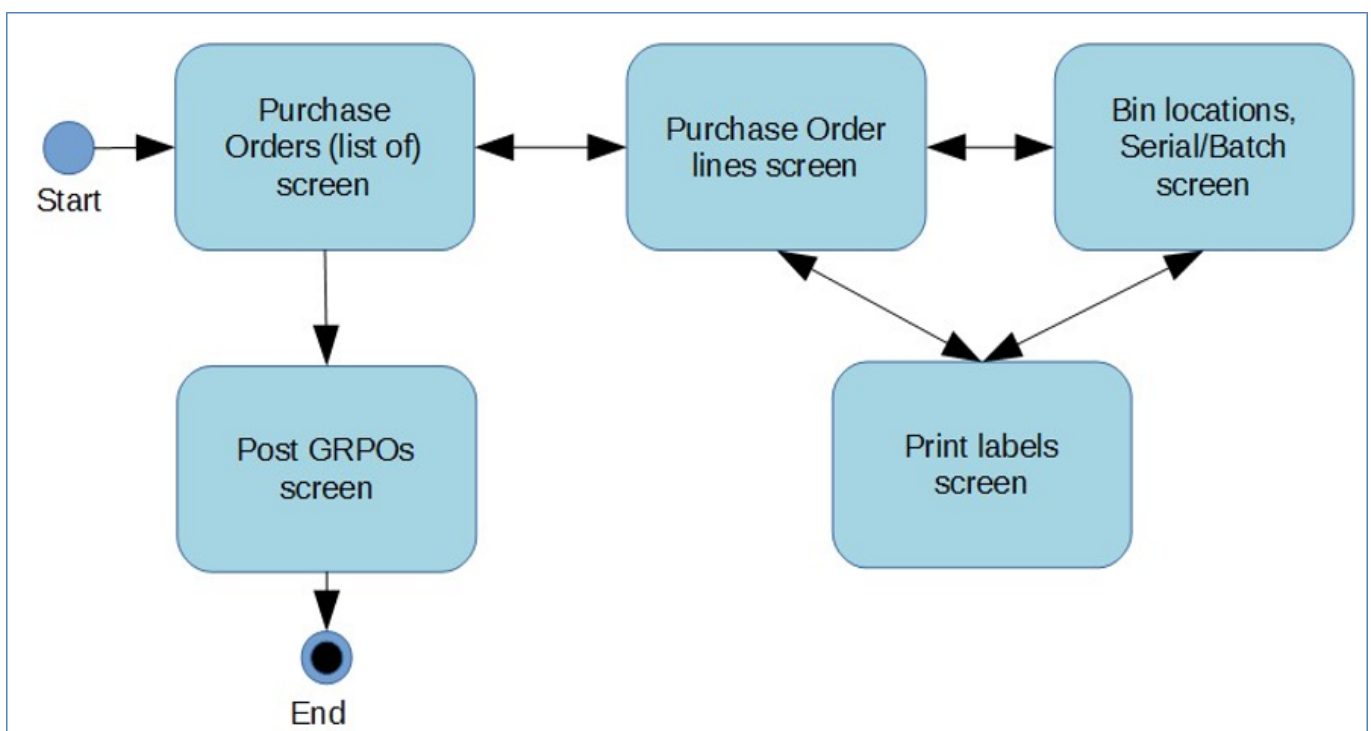 Start
Purchase
Orders (list of)
screen
Purchase Order
lines screen
Bin locations,
Serial/Batch
screen
Post GRPOs
screen
Print labels
screen
End